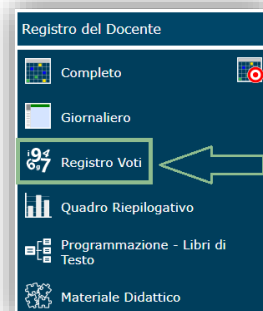 Registro del Docente
Completo
Giornaliero
Registro Voti
Quadro Riepilogativo
Programmazione - Libri di
Testo
Materiale Didattico